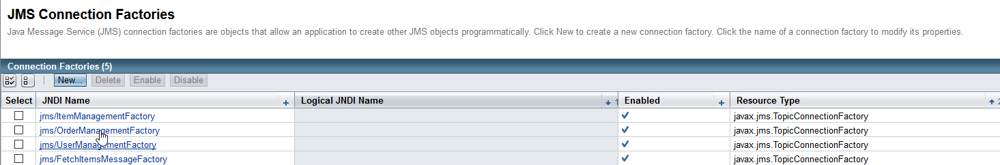 JMS Connection Factories
Java Message Service (JMS) connection factories are objects that allow an application to create other JMS objects programmatically. Click New to create a new connection factory. Click the name of a connection factory to modify its properties.
Connection Factories (5)
New... Delete Enable Disable
Select JNDI Name Logical JNDI Name 1 Enabled Resource Type 2
jms/ItemManagementFactory javax.jms.TopicConnectionFactory
jms/OrderManagementFactory javax.jms.TopicConnectionFactory
jms/UserManagementFactory javax.jms.TopicConnectionFactory
jms/FetchItemsMessageFactory javax.jms.TopicConnectionFactory